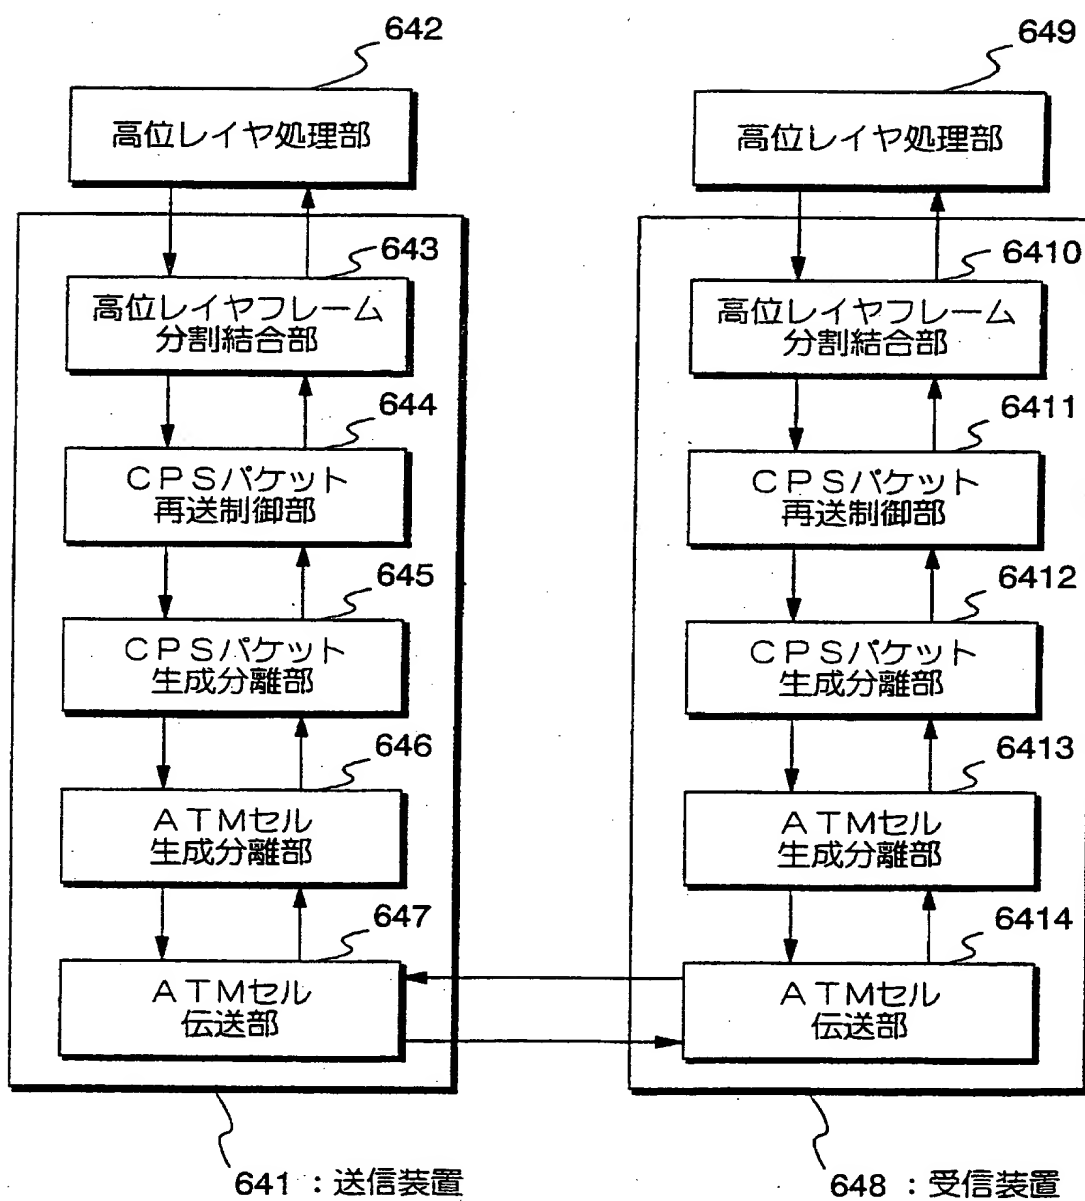 642
高位レイヤ処理部
643
高位レイヤフレーム
分割結合部
644
ＣＰＳパケット
再送制御部
645
ＣＰＳパケット
生成分離部
646
ＡＴＭセル
生成分離部
647
ＡＴＭセル
伝送部
641：送信装置
649
高位レイヤ処理部
6410
高位レイヤフレーム
分割結合部
6411
ＣＰＳパケット
再送制御部
6412
ＣＰＳパケット
生成分離部
6413
ＡＴＭセル
生成分離部
6414
ＡＴＭセル
伝送部
648：受信装置